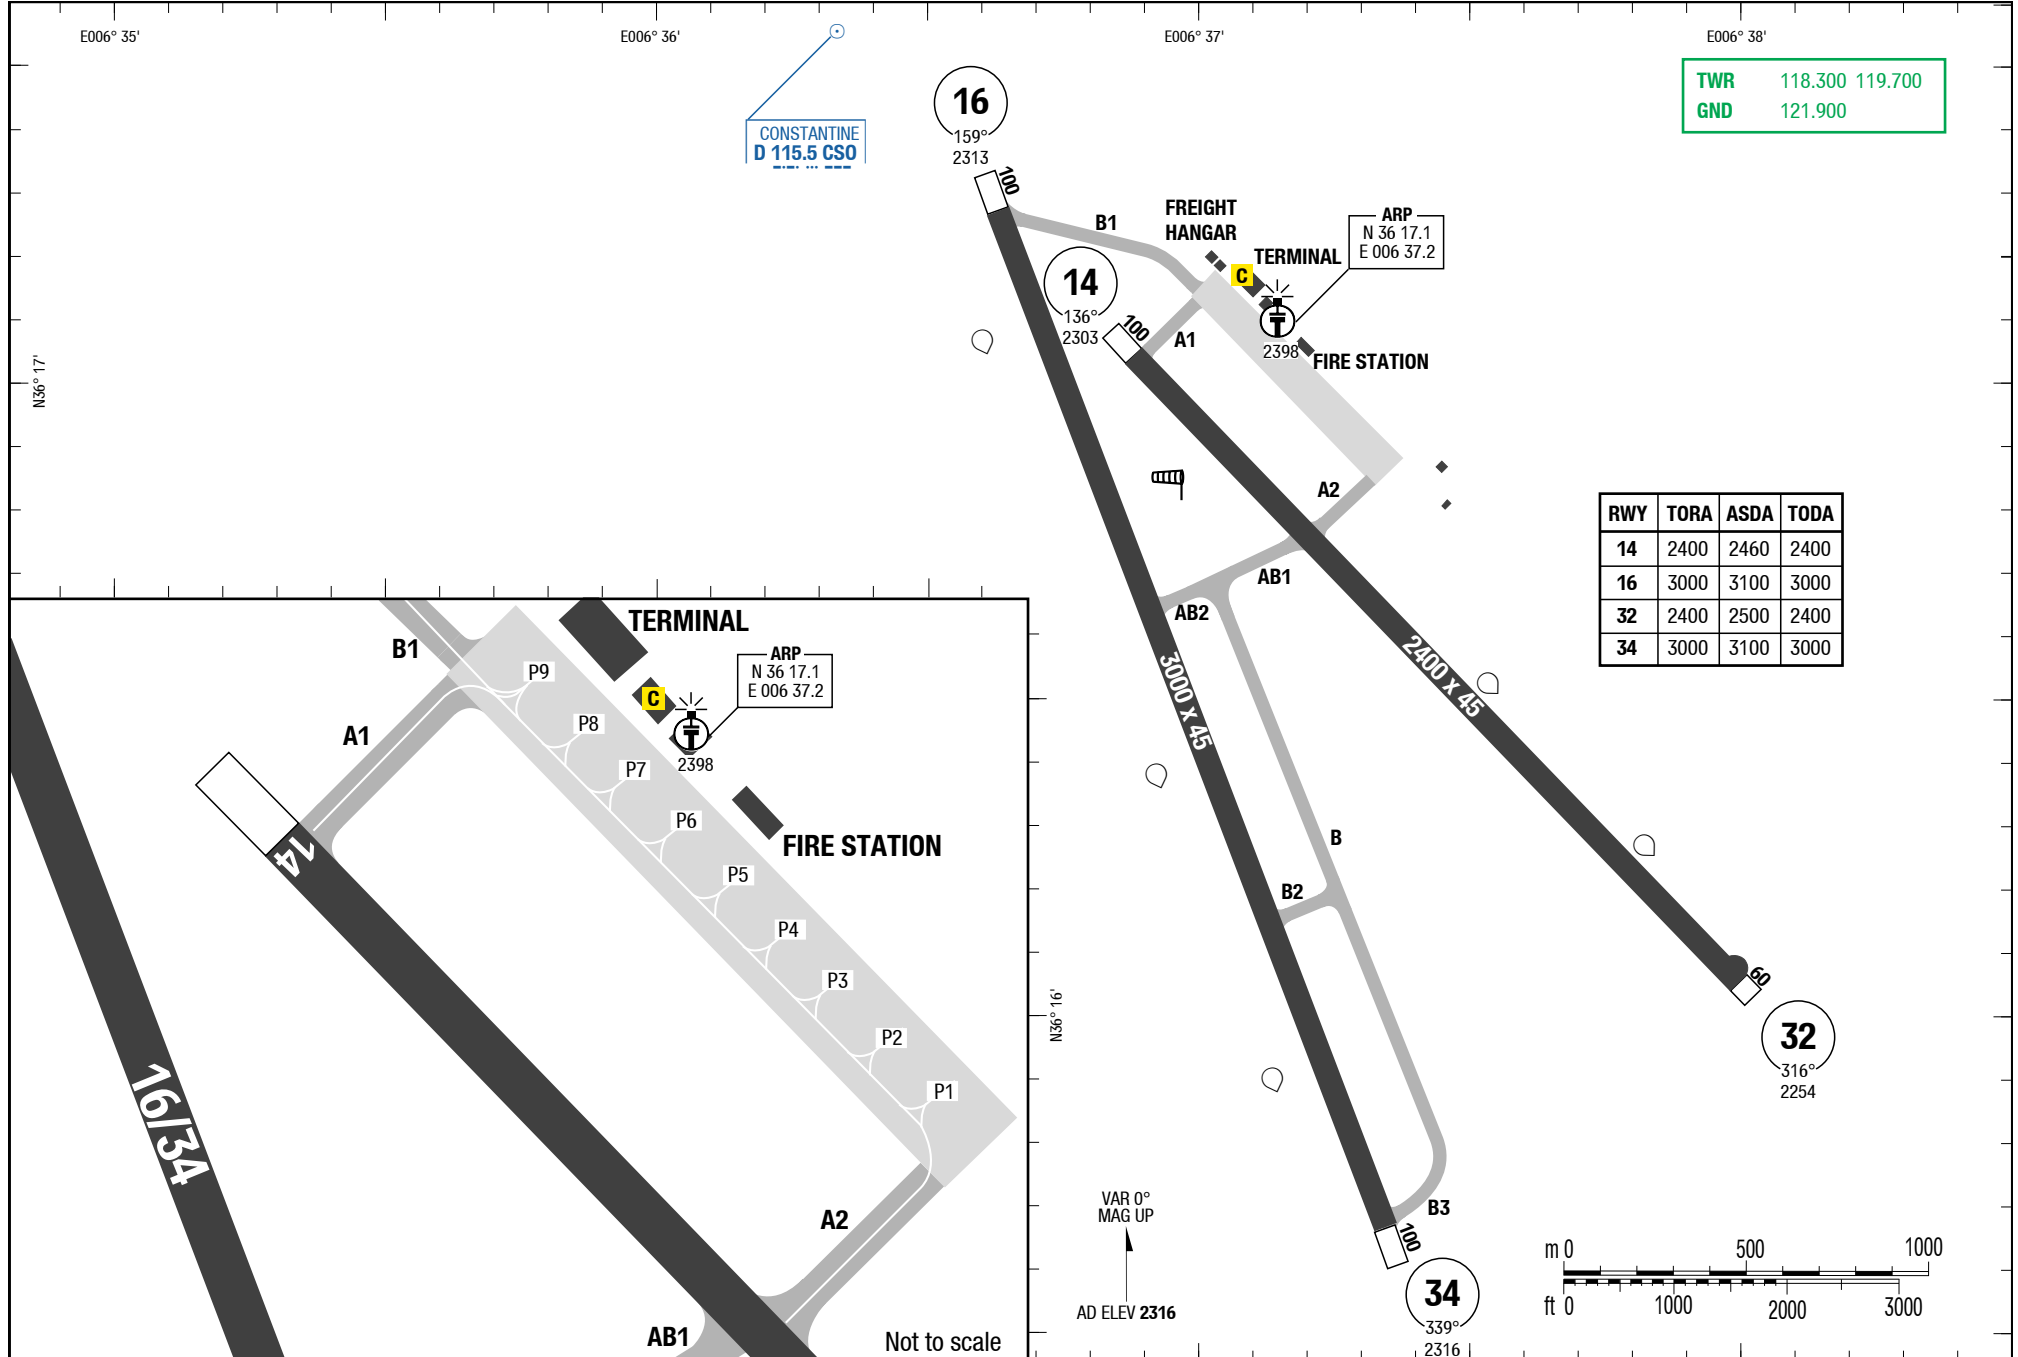 E006° 35'
E006° 36'
E006° 37'
E006° 38'
CONSTANTINE
D 115.5 CSO
16
159°
2313
100
TWR 118.300 119.700
GND 121.900
B1
FREIGHT
HANGAR
TERMINAL
C
ARP
N 36 17.1
E 006 37.2
14
136°
2303
100
A1
2398
FIRE STATION
N36° 17'
A2
AB1
AB2
RWY TORA ASDA TODA
14 2400 2460 2400
16 3000 3100 3000
32 2400 2500 2400
34 3000 3100 3000
3000 x 45
2400 x 45
B
B2
60
32
316°
2254
B3
100
34
339°
2316
N36° 16'
VAR 0°
MAG UP
AD ELEV 2316
m 0 500 1000
ft 0 1000 2000 3000
TERMINAL
B1
ARP
N 36 17.1
E 006 37.2
C
2398
A1
P9
P8
P7
P6
P5
P4
P3
P2
P1
FIRE STATION
14
16/34
A2
AB1
Not to scale